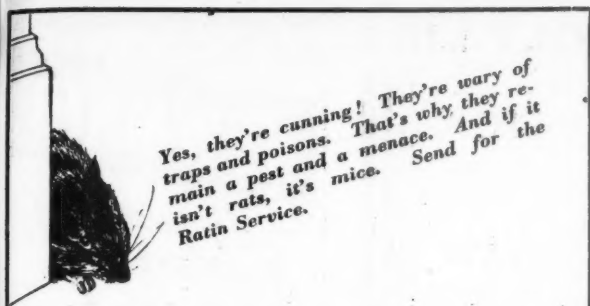 Yes, they're cunning! They're wary of
traps and poisons. That's why they re-
main a pest and a menace. And if it
isn't rats, it's mice. Send for the
Ratin Service.